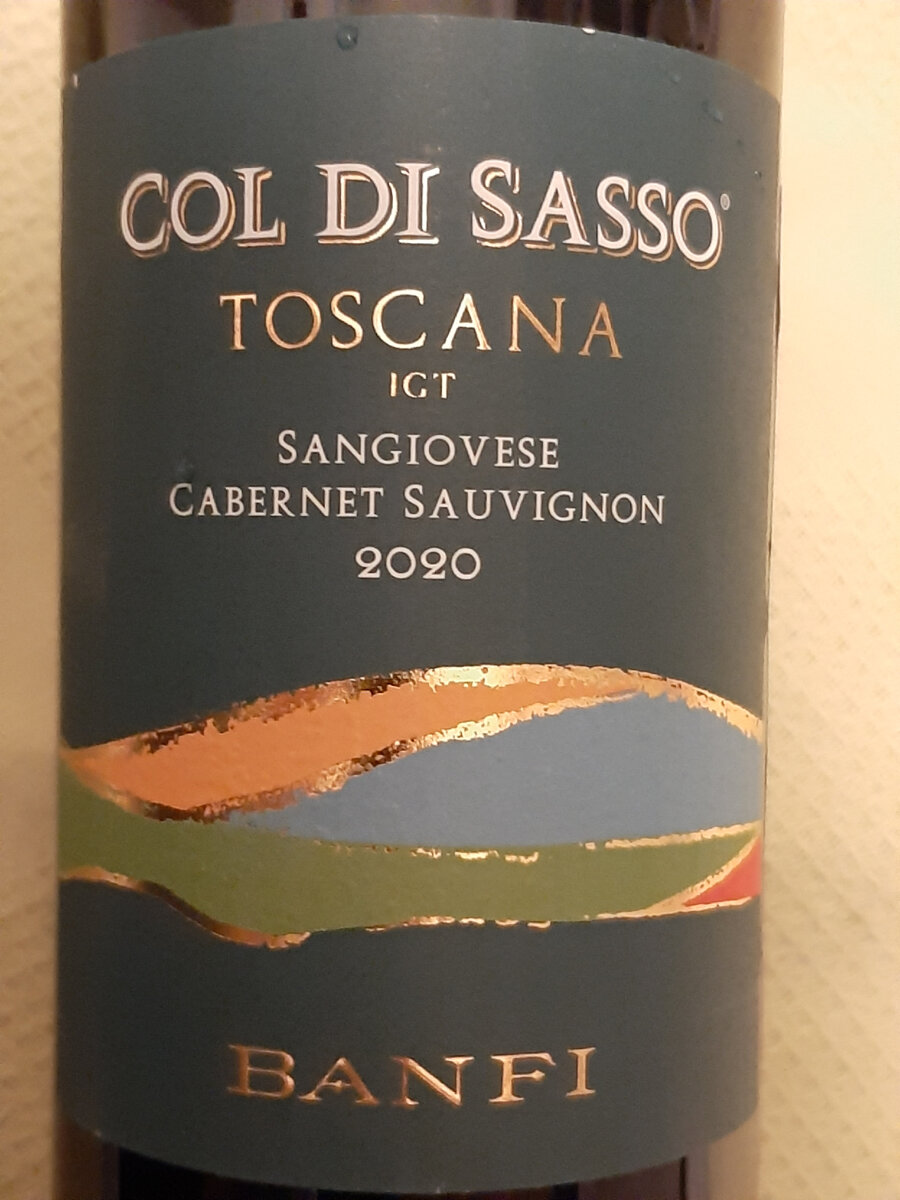 COL DI SASSO®
TOSCANA
IGT
SANGIOVESE
CABERNET SAUVIGNON
2020
BANFI